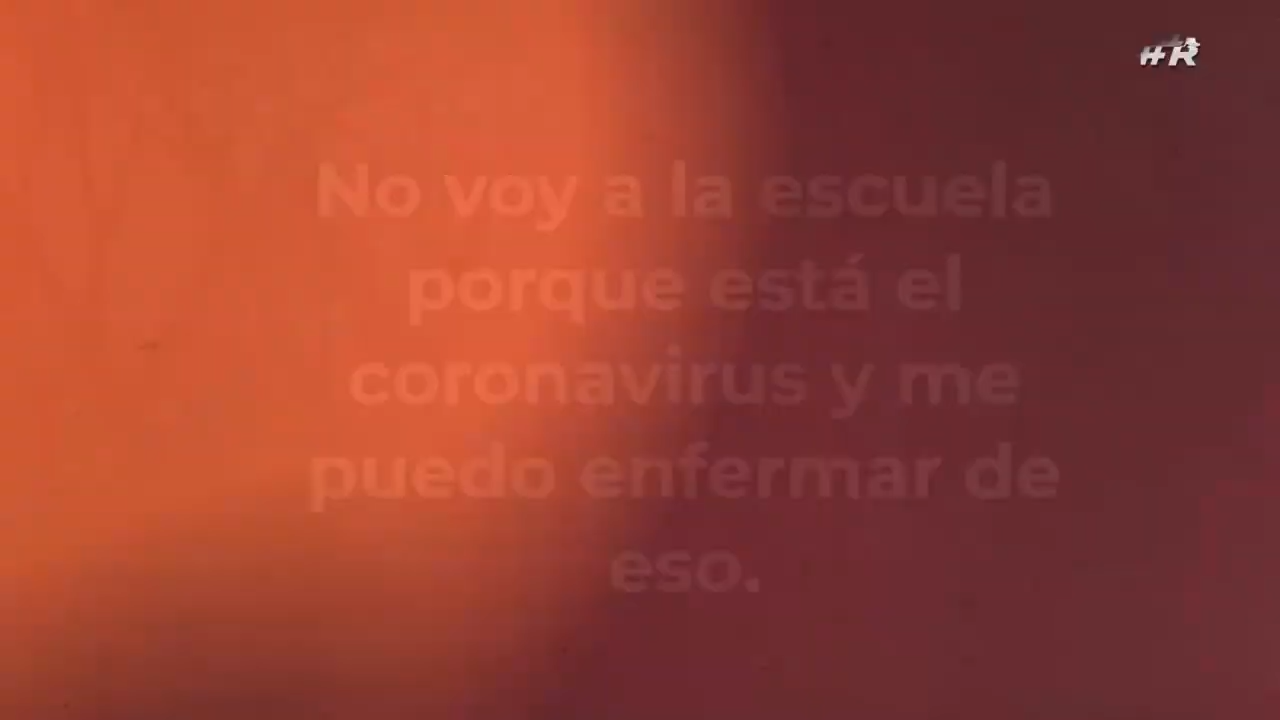 #R
No voy a la escuela
porque está el
coronavirus y me
puedo enfermar de
eso.